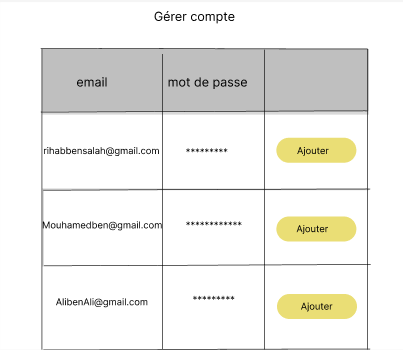 Gérer compte
email mot de passe
rihabbensalah@gmail.com ********* Ajouter
Mouhamedben@gmail.com ************ Ajouter
AlibenAli@gmail.com ********* Ajouter